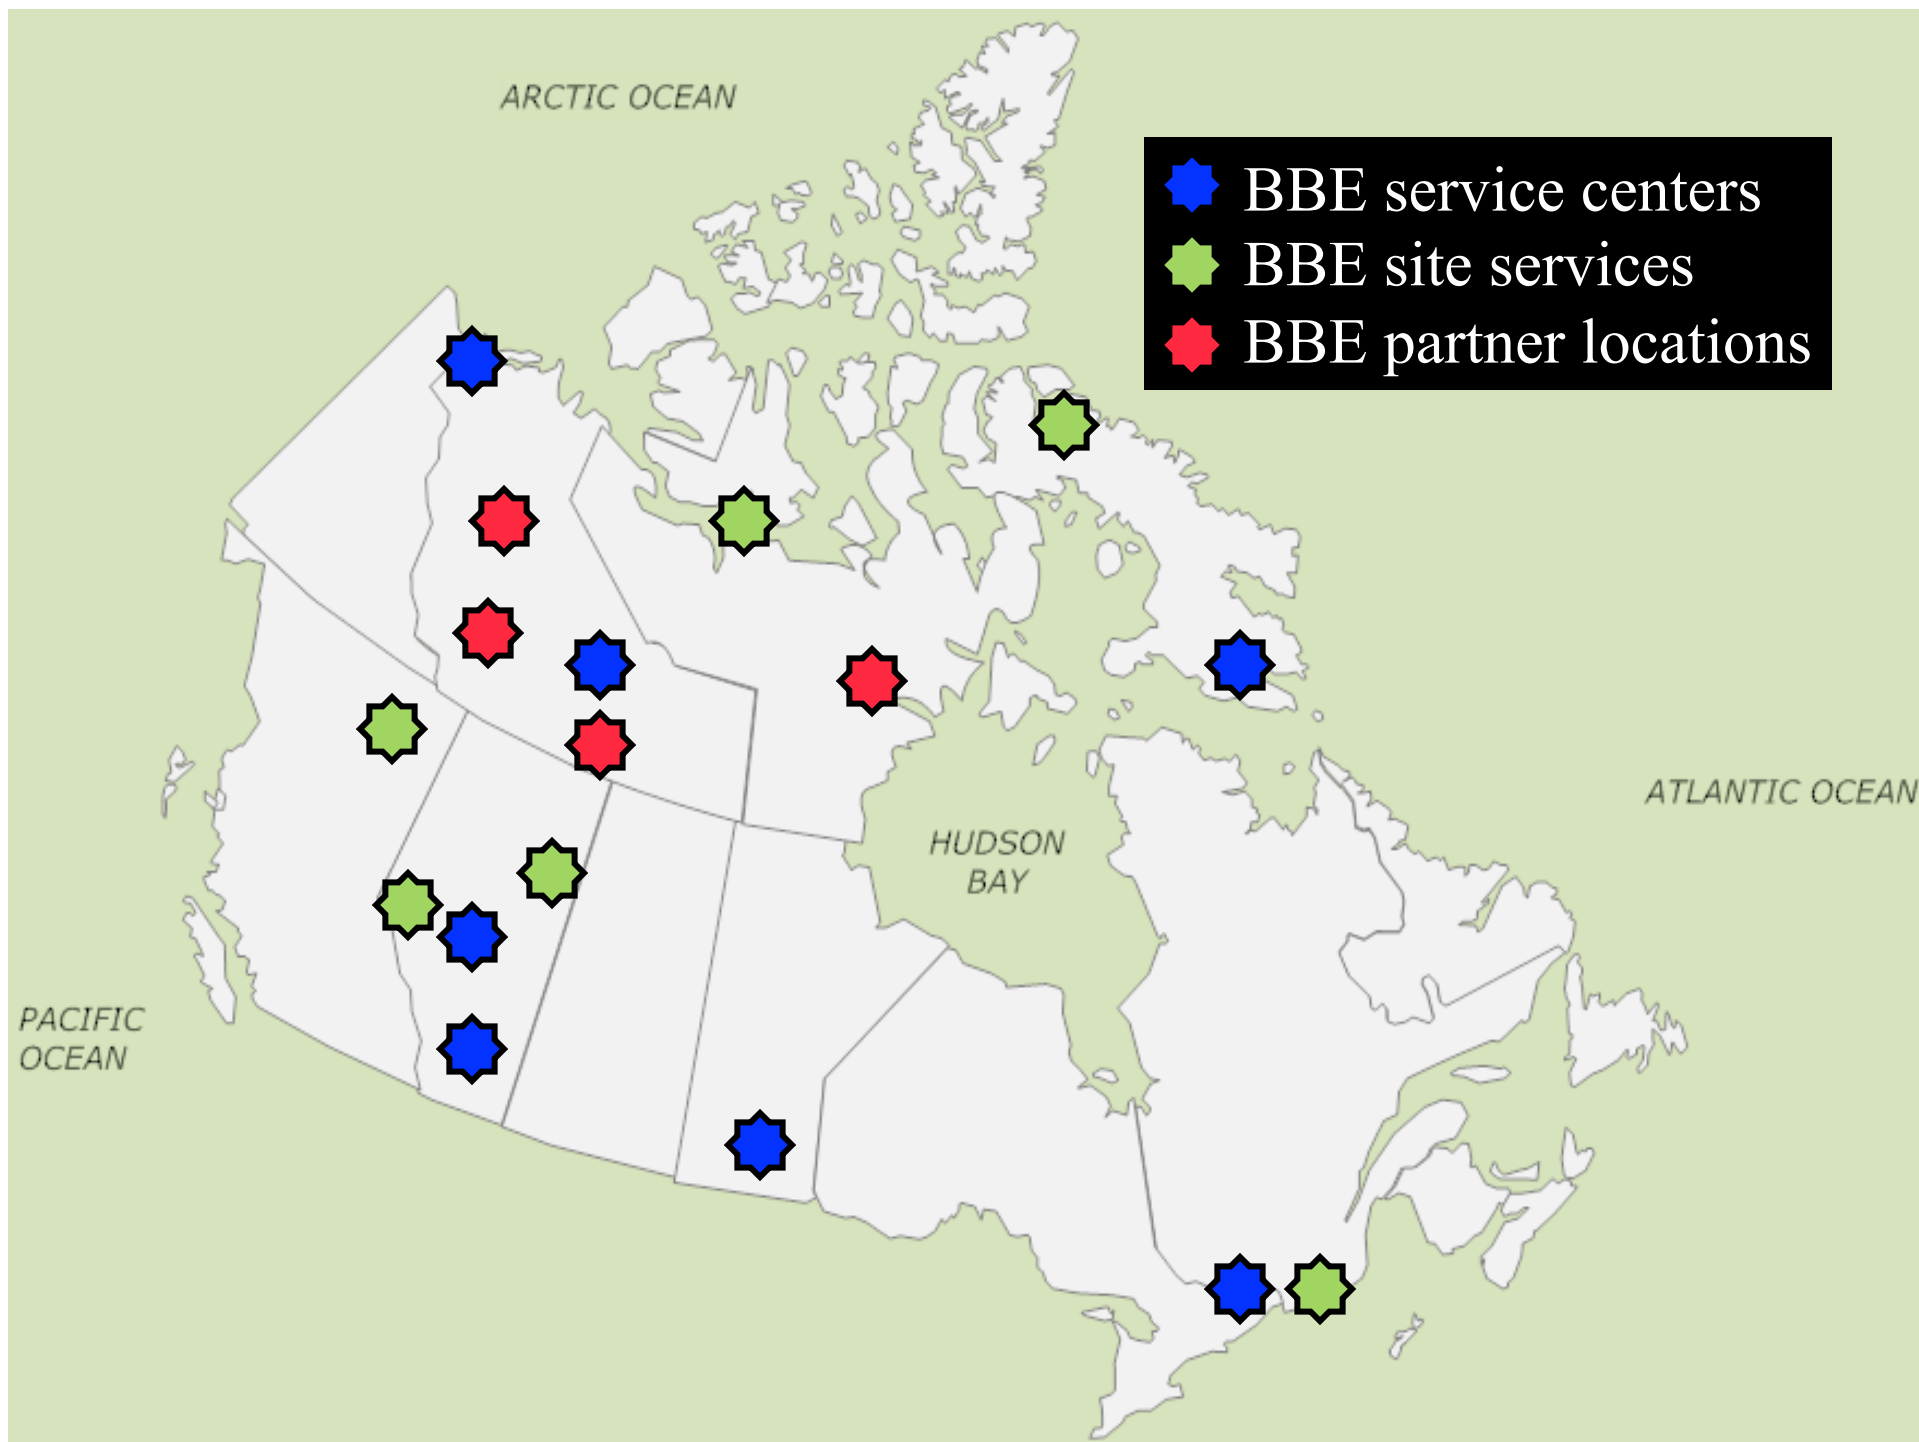 ARCTIC OCEAN
BBE service centers
BBE site services
BBE partner locations
ATLANTIC OCEAN
HUDSON
BAY
PACIFIC
OCEAN